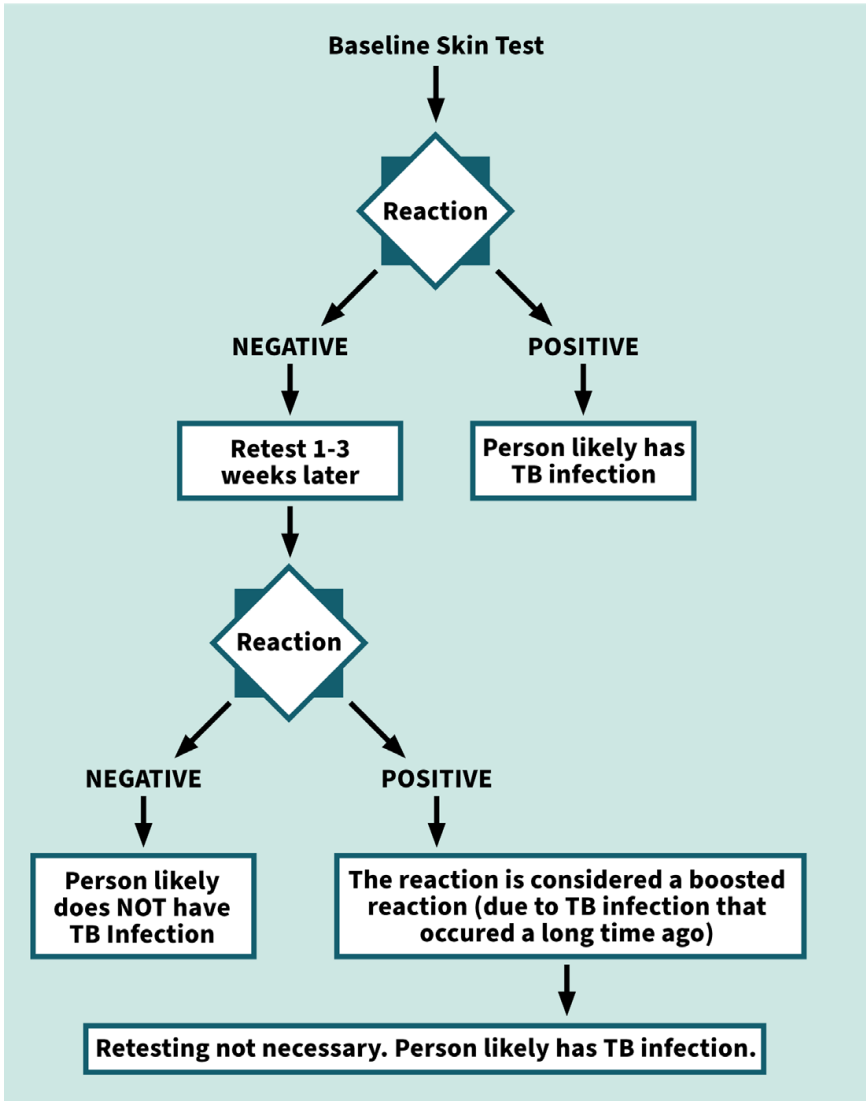 Baseline Skin Test
Reaction
NEGATIVE
POSITIVE
Retest 1-3
weeks later
Person likely has
TB infection
Reaction
NEGATIVE
POSITIVE
Person likely
does NOT have
TB Infection
The reaction is considered a boosted
reaction (due to TB infection that
occured a long time ago)
Retesting not necessary. Person likely has TB infection.